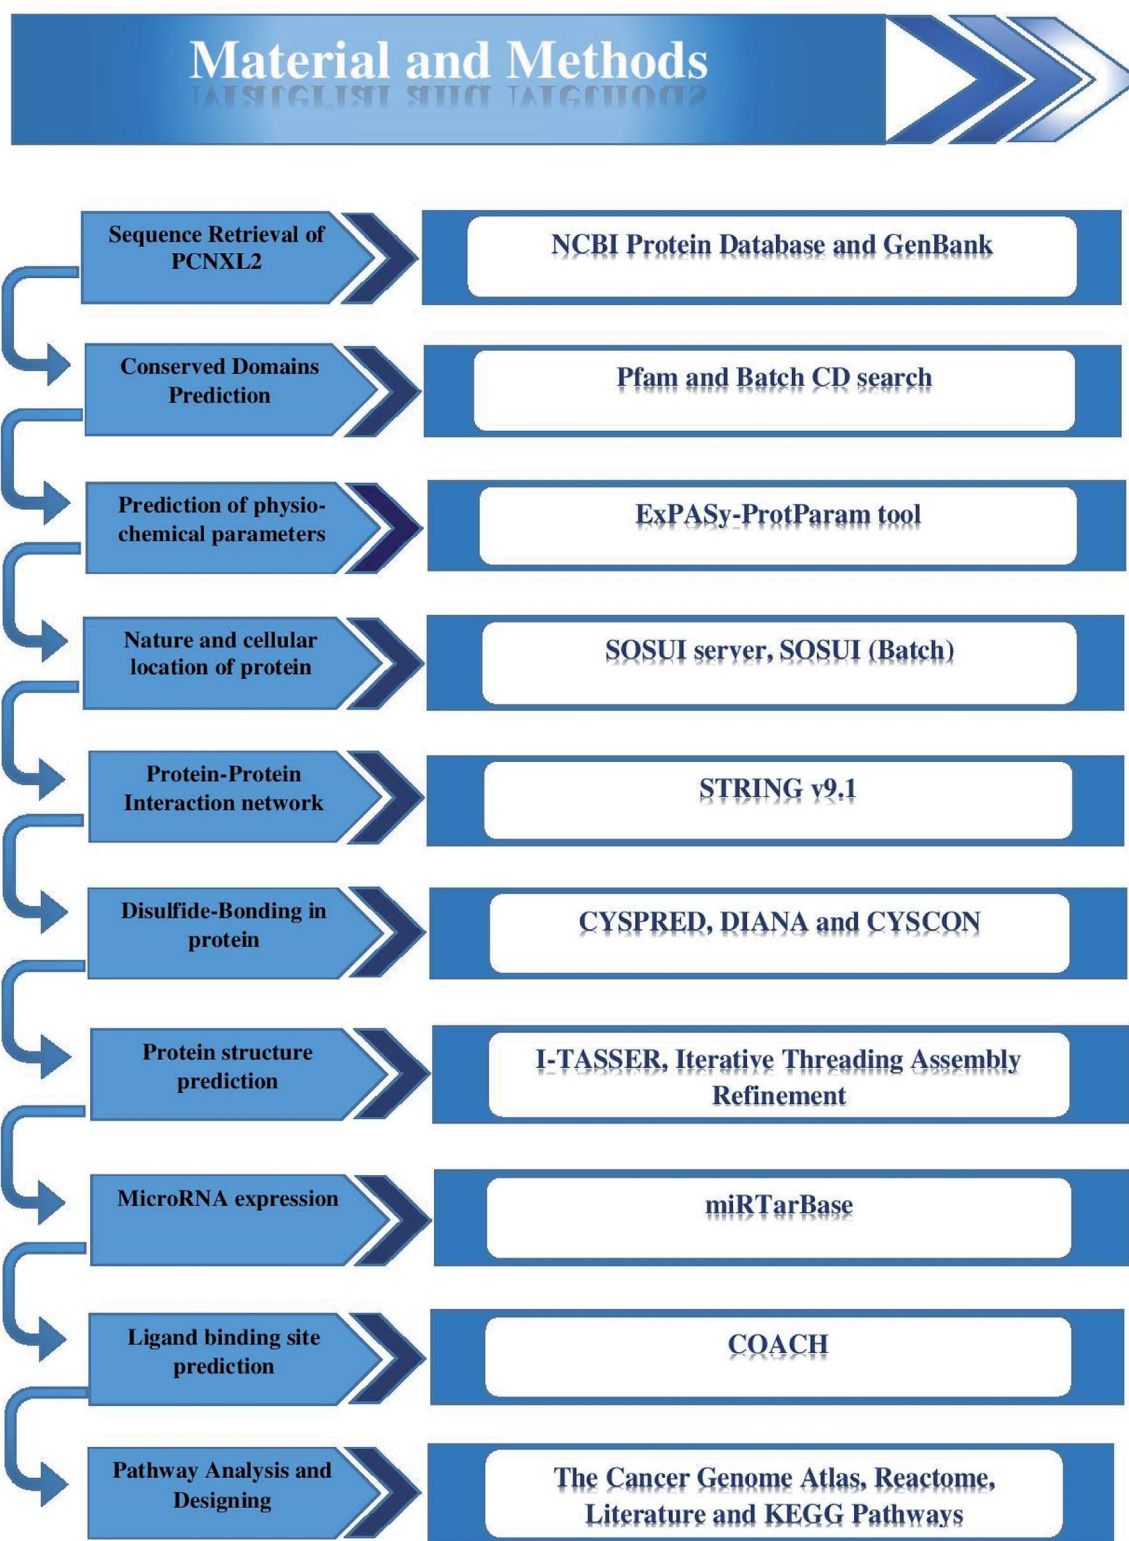 Material and Methods
Sequence Retrieval of
PCNXL2
NCBI Protein Database and GenBank
Conserved Domains
Prediction
Pfam and Batch CD search
Prediction of physio-
chemical parameters
ExPASy-ProtParam tool
Nature and cellular
location of protein
SOSUI server, SOSUI (Batch)
Protein-Protein
Interaction network
STRING v9.1
Disulfide-Bonding in
protein
CYSPRED, DIANA and CYSCON
Protein structure
prediction
I-TASSER, Iterative Threading Assembly
Refinement
MicroRNA expression
miRTarBase
Ligand binding site
prediction
COACH
Pathway Analysis and
Designing
The Cancer Genome Atlas, Reactome,
Literature and KEGG Pathways